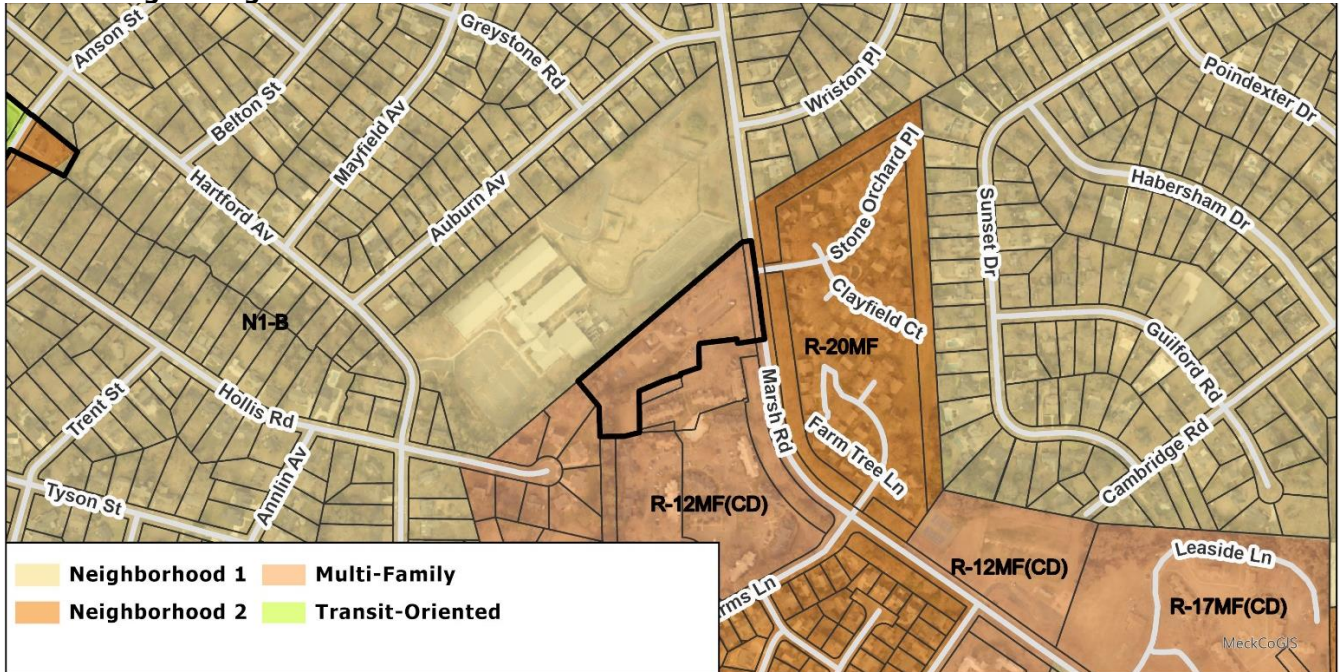 Anson St
Greystone Rd
Belton St
Mayfield Av
Wriston Pl
Poindexter Dr
Hartford Av
Auburn Av
Stone Orchard Pl
Habersham Dr
Sunset Dr
N1-B
Clayfield Ct
R-20MF
Guilford Rd
Trent St
Hollis Rd
Marsh Rd
Farm Tree Ln
Cambridge Rd
Tyson St
R-12MF(CD)
Leaside Ln
R-12MF(CD)
R-17MF(CD)
Neighborhood 1
Multi-Family
Neighborhood 2
Transit-Oriented
Ln
MeckCoGIS